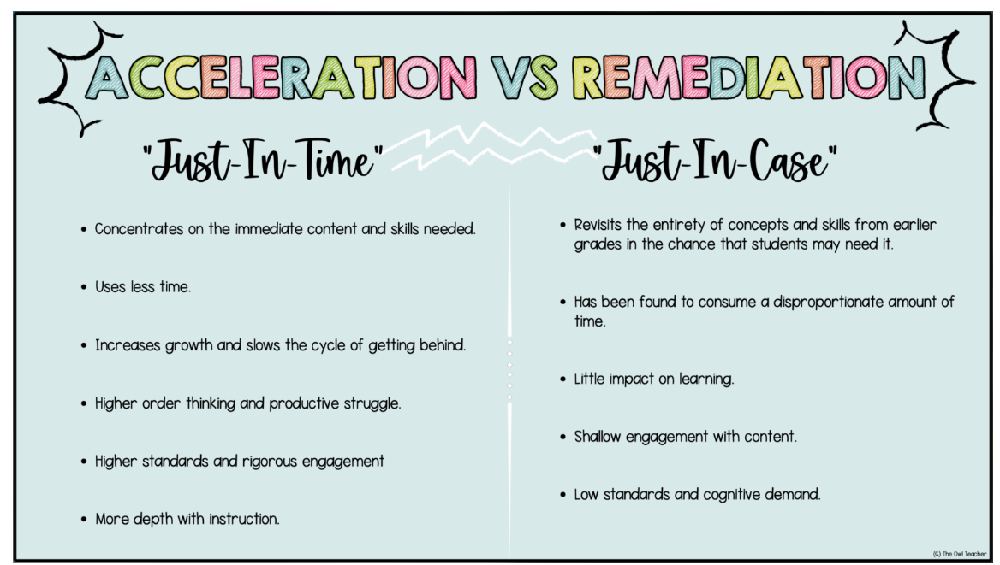 ACCELERATION VS REMEDIATION
"Just-In-Time"
• Concentrates on the immediate content and skills needed.
• Uses less time.
• Increases growth and slows the cycle of getting behind.
• Higher order thinking and productive struggle.
• Higher standards and rigorous engagement
• More depth with instruction.
"Just-In-Case"
• Revisits the entirety of concepts and skills from earlier
grades in the chance that students may need it.
• Has been found to consume a disproportionate amount of
time.
• Little impact on learning.
• Shallow engagement with content.
• Low standards and cognitive demand.
(C) The Owl Teacher